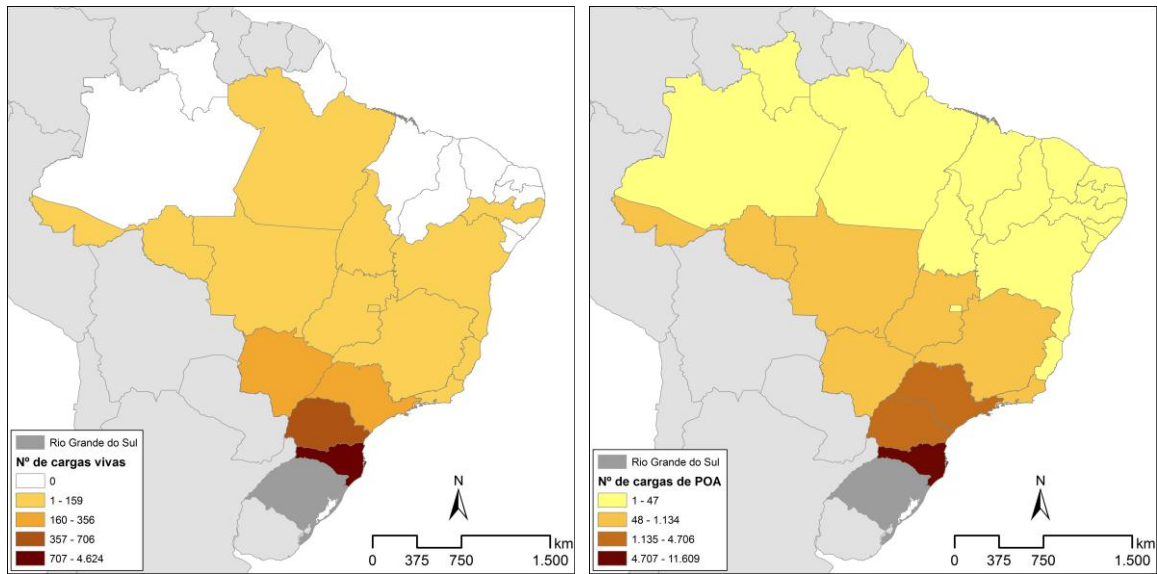 Rio Grande do Sul
Nº de cargas vivas
0
1 - 159
160 - 356
357 - 706
707 - 4.624
N
km
0 375 750 1.500
Rio Grande do Sul
Nº de cargas de POA
1 - 47
48 - 1.134
1.135 - 4.706
4.707 - 11.609
N
km
0 375 750 1.500